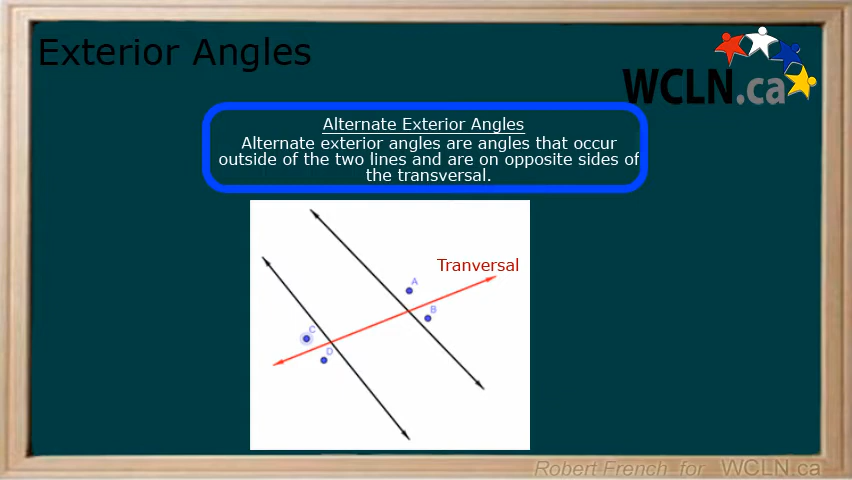 Exterior Angles
WCLN.ca
Alternate Exterior Angles
Alternate exterior angles are angles that occur
outside of the two lines and are on opposite sides of
the transversal.
Tranversal
A
B
C
D
Robert French for WCLN.ca